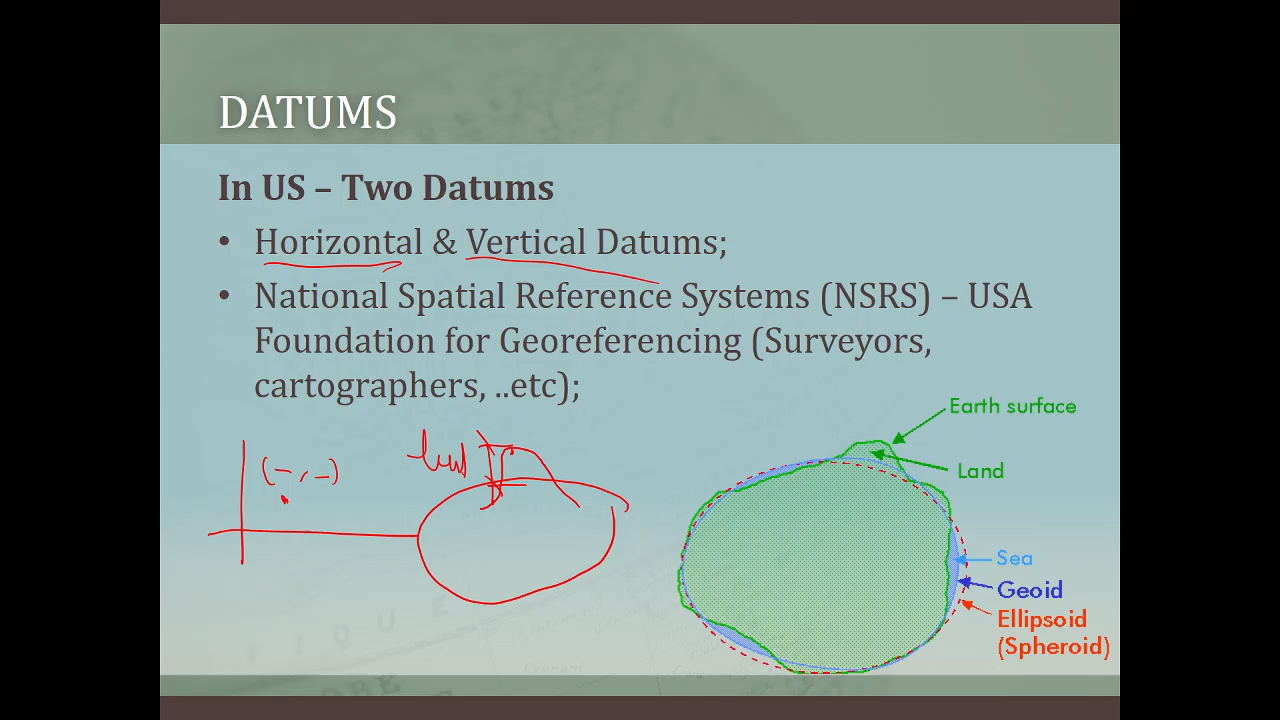 DATUMS
In US – Two Datums
• Horizontal & Vertical Datums;
• National Spatial Reference Systems (NSRS) – USA
Foundation for Georeferencing (Surveyors,
cartographers, ..etc);
Earth surface
Land
Sea
Geoid
Ellipsoid
(Spheroid)
(–, –)